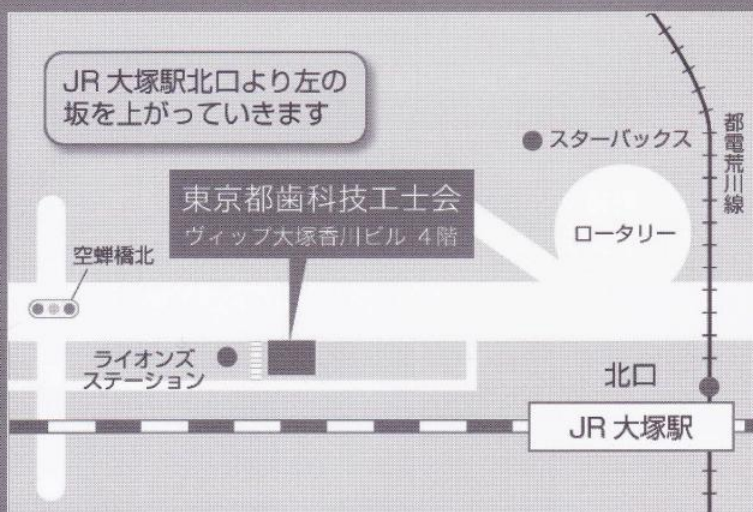 JR 大塚駅北口より左の
坂を上がっていきます
スターバックス
都電荒川線
東京都歯科技工士会
ヴィップ大塚香川ビル 4階
ロータリー
空蝉橋北
ライオンズ
ステーション
北口
JR 大塚駅